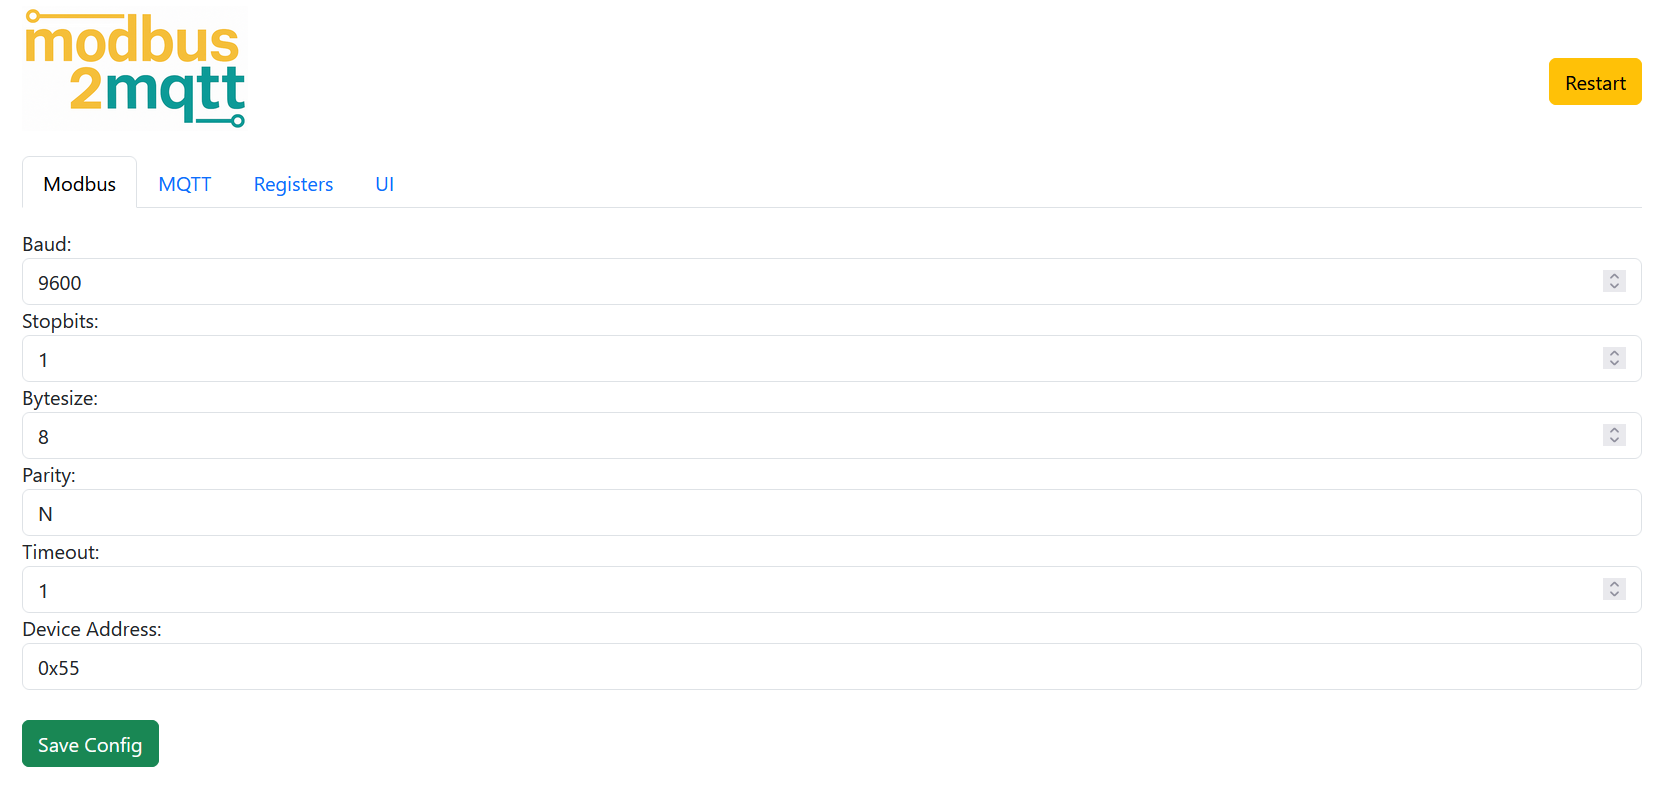 modbus
2mqtt
Restart
Modbus MQTT Registers UI
Baud:
9600
Stopbits:
1
Bytesize:
8
Parity:
N
Timeout:
1
Device Address:
0x55
Save Config